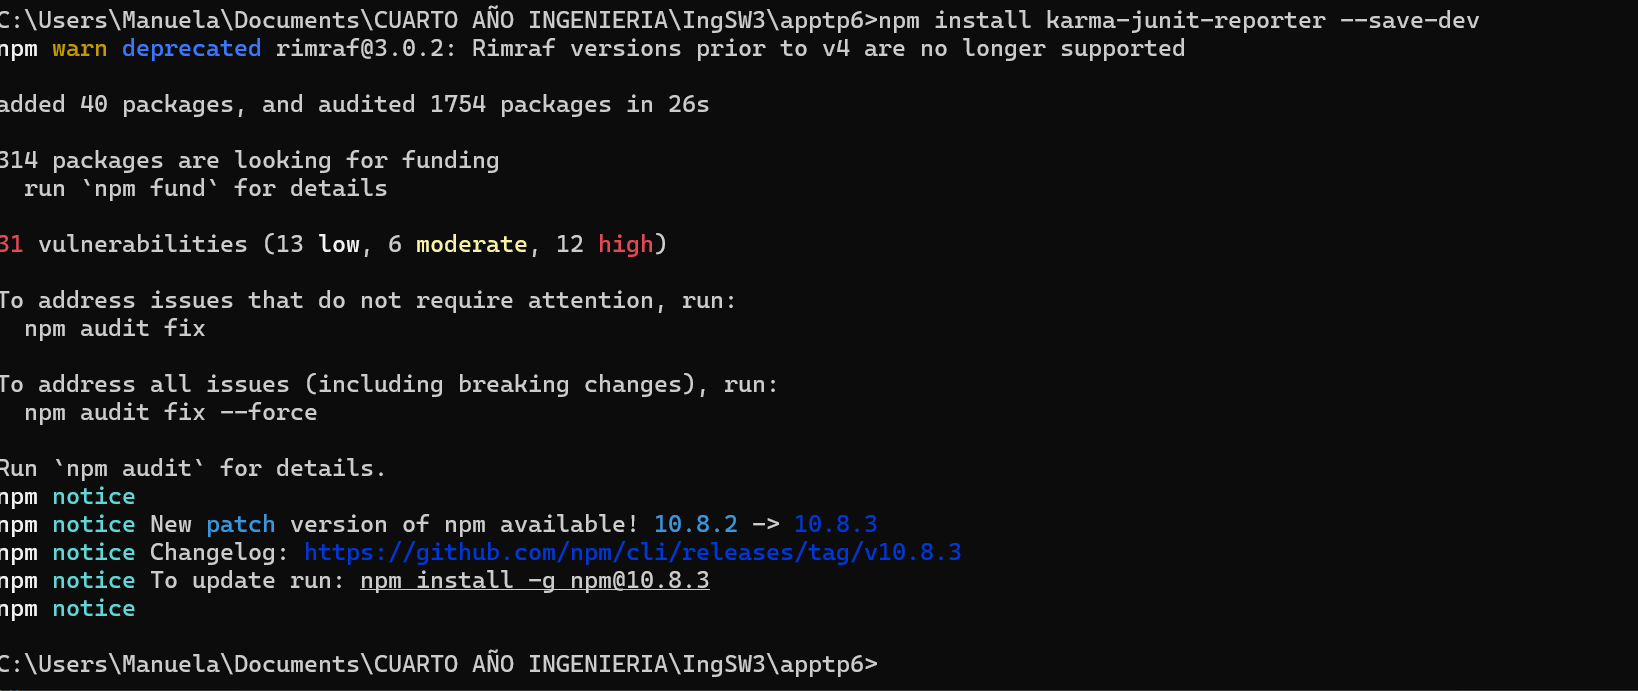 C:\Users\Manuela\Documents\CUARTO AÑO INGENIERIA\IngSW3\apptp6>npm install karma-junit-reporter --save-dev
npm warn deprecated rimraf@3.0.2: Rimraf versions prior to v4 are no longer supported
added 40 packages, and audited 1754 packages in 26s
314 packages are looking for funding
  run `npm fund` for details
31 vulnerabilities (13 low, 6 moderate, 12 high)
To address issues that do not require attention, run:
  npm audit fix
To address all issues (including breaking changes), run:
  npm audit fix --force
Run `npm audit` for details.
npm notice
npm notice New patch version of npm available! 10.8.2 -> 10.8.3
npm notice Changelog: https://github.com/npm/cli/releases/tag/v10.8.3
npm notice To update run: npm install -g npm@10.8.3
npm notice
C:\Users\Manuela\Documents\CUARTO AÑO INGENIERIA\IngSW3\apptp6>